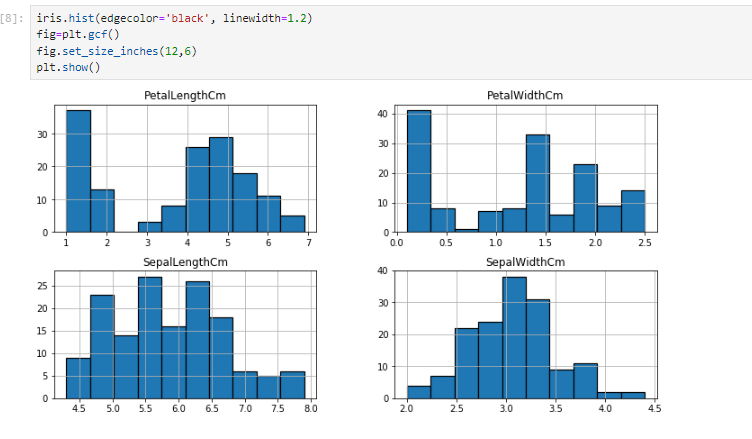 [8]: iris.hist(edgecolor='black', linewidth=1.2)
fig=plt.gcf()
fig.set_size_inches(12,6)
plt.show()
PetalLengthCm
30
20
10
0
1 2 3 4 5 6 7
PetalWidthCm
40
30
20
10
0
0.0 0.5 1.0 1.5 2.0 2.5
SepalLengthCm
25
20
15
10
5
0
4.5 5.0 5.5 6.0 6.5 7.0 7.5 8.0
SepalWidthCm
40
30
20
10
0
2.0 2.5 3.0 3.5 4.0 4.5